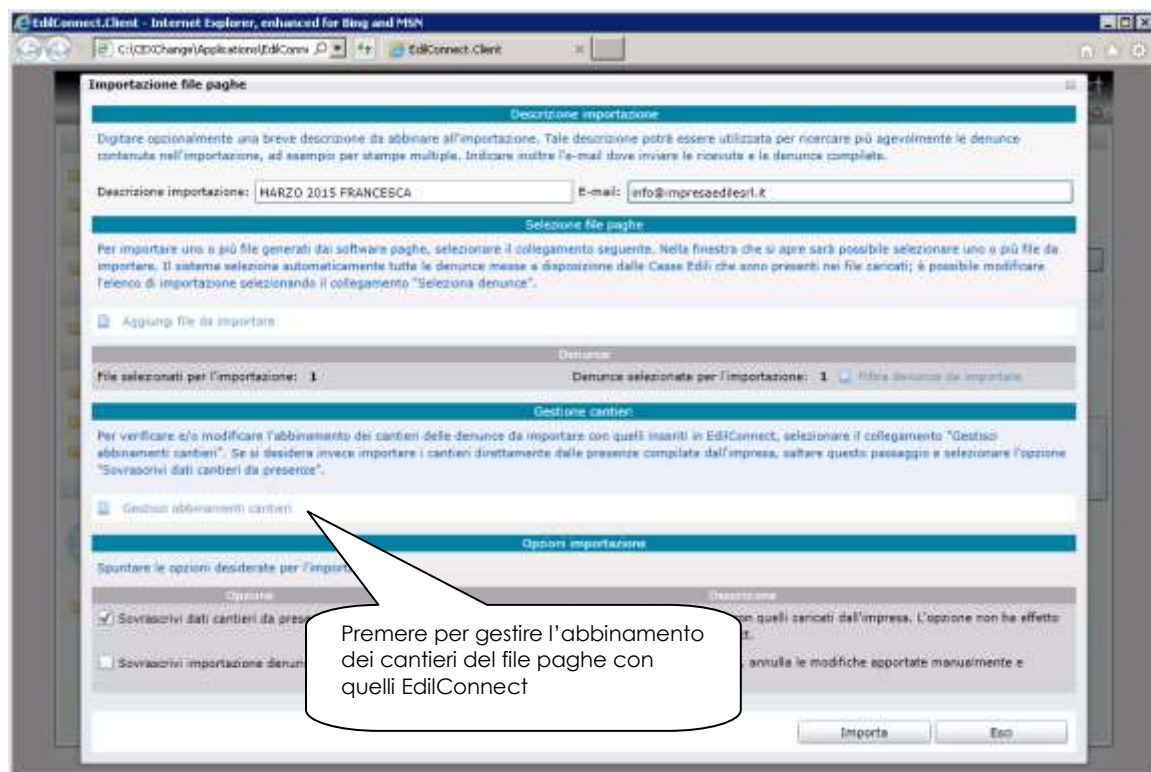 EdilConnect.Client - Internet Explorer, enhanced for Bing and MSN
C:\CEXChange\Applications\EdilConne
EdilConnect.Client
Importazione file paghe
Descrizione importazione
Digitare opzionalmente una breve descrizione da abbinare all'importazione. Tale descrizione potrà essere utilizzata per ricercare più agevolmente le denunce
contenute nell'importazione, ad esempio per stampe multiple. Indicare inoltre l'e-mail dove inviare le ricevute e le denunce compilate.
Descrizione importazione: MARZO 2015 FRANCESCA E-mail: info@impresaedilesrl.it
Selezione file paghe
Per importare uno o più file generati dai software paghe, selezionare il collegamento seguente. Nella finestra che si apre sarà possibile selezionare uno o più file da
importare. Il sistema seleziona automaticamente tutte le denunce messe a disposizione dalle Casse Edili che sono presenti nei file caricati; è possibile modificare
l'elenco di importazione selezionando il collegamento "Seleziona denunce".
Aggiungi file da importare
Denunce
File selezionati per l'importazione: 1 Denunce selezionate per l'importazione: 1 Filtra denunce da importare
Gestione cantieri
Per verificare e/o modificare l'abbinamento dei cantieri delle denunce da importare con quelli inseriti in EdilConnect, selezionare il collegamento "Gestisci
abbinamenti cantieri". Se si desidera invece importare i cantieri direttamente dalle presenze compilate dall'impresa, saltare questo passaggio e selezionare l'opzione
"Sovrascrivi dati cantieri da presenze".
Gestisci abbinamenti cantieri
Opzioni importazione
Spuntare le opzioni desiderate per l'import
Opzione Descrizione
Sovrascrivi dati cantieri da prese on quelli caricati dall'impresa. L'opzione non ha effetto
t.
Sovrascrivi importazione denun , annulla le modifiche apportate manualmente e
Premere per gestire l'abbinamento
dei cantieri del file paghe con
quelli EdilConnect
Importa Esci